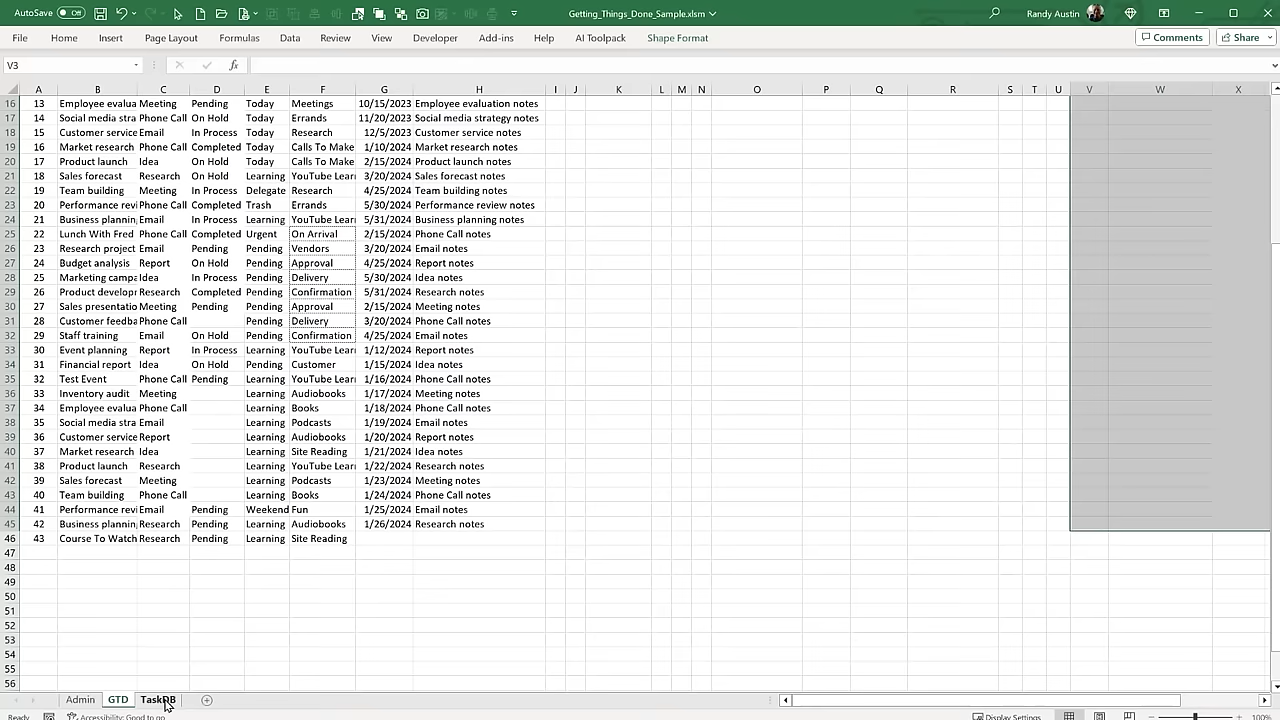 AutoSave Off Getting_Things_Done_Sample.xlsm Randy Austin
File Home Insert Page Layout Formulas Data Review View Developer Add-ins Help AI Toolpack Shape Format Comments Share
V3 fx
A B C D E F G H I J K L M N O P Q R S T U V W X
16 13 Employee evalua Meeting Pending Today Meetings 10/15/2023 Employee evaluation notes
17 14 Social media stra Phone Call On Hold Today Errands 11/20/2023 Social media strategy notes
18 15 Customer service Email In Process Today Research 12/5/2023 Customer service notes
19 16 Market research Phone Call Completed Today Calls To Make 1/10/2024 Market research notes
20 17 Product launch Idea On Hold Today Calls To Make 2/15/2024 Product launch notes
21 18 Sales forecast Research On Hold Learning YouTube Learr 3/20/2024 Sales forecast notes
22 19 Team building Meeting In Process Delegate Research 4/25/2024 Team building notes
23 20 Performance revi Phone Call Completed Trash Errands 5/30/2024 Performance review notes
24 21 Business planning Email In Process Learning YouTube Learr 5/31/2024 Business planning notes
25 22 Lunch With Fred Phone Call Completed Urgent On Arrival 2/15/2024 Phone Call notes
26 23 Research project Email Pending Pending Vendors 3/20/2024 Email notes
27 24 Budget analysis Report On Hold Pending Approval 4/25/2024 Report notes
28 25 Marketing campa Idea In Process Pending Delivery 5/30/2024 Idea notes
29 26 Product develop Research Completed Pending Confirmation 5/31/2024 Research notes
30 27 Sales presentatio Meeting Pending Pending Approval 2/15/2024 Meeting notes
31 28 Customer feedba Phone Call Pending Delivery 3/20/2024 Phone Call notes
32 29 Staff training Email On Hold Pending Confirmation 4/25/2024 Email notes
33 30 Event planning Report In Process Learning YouTube Learr 1/12/2024 Report notes
34 31 Financial report Idea On Hold Pending Customer 1/15/2024 Idea notes
35 32 Test Event Phone Call Pending Learning YouTube Learr 1/16/2024 Phone Call notes
36 33 Inventory audit Meeting Learning Audiobooks 1/17/2024 Meeting notes
37 34 Employee evalua Phone Call Learning Books 1/18/2024 Phone Call notes
38 35 Social media stra Email Learning Podcasts 1/19/2024 Email notes
39 36 Customer service Report Learning Audiobooks 1/20/2024 Report notes
40 37 Market research Idea Learning Site Reading 1/21/2024 Idea notes
41 38 Product launch Research Learning YouTube Learr 1/22/2024 Research notes
42 39 Sales forecast Meeting Learning Podcasts 1/23/2024 Meeting notes
43 40 Team building Phone Call Learning Books 1/24/2024 Phone Call notes
44 41 Performance revi Email Pending Weekend Fun 1/25/2024 Email notes
45 42 Business planning Research Pending Learning Audiobooks 1/26/2024 Research notes
46 43 Course To Watch Research Pending Learning Site Reading
47
48
49
50
51
52
53
54
55
56
Admin GTD TaskDB
Ready Accessibility: Good to go Display Settings 100%